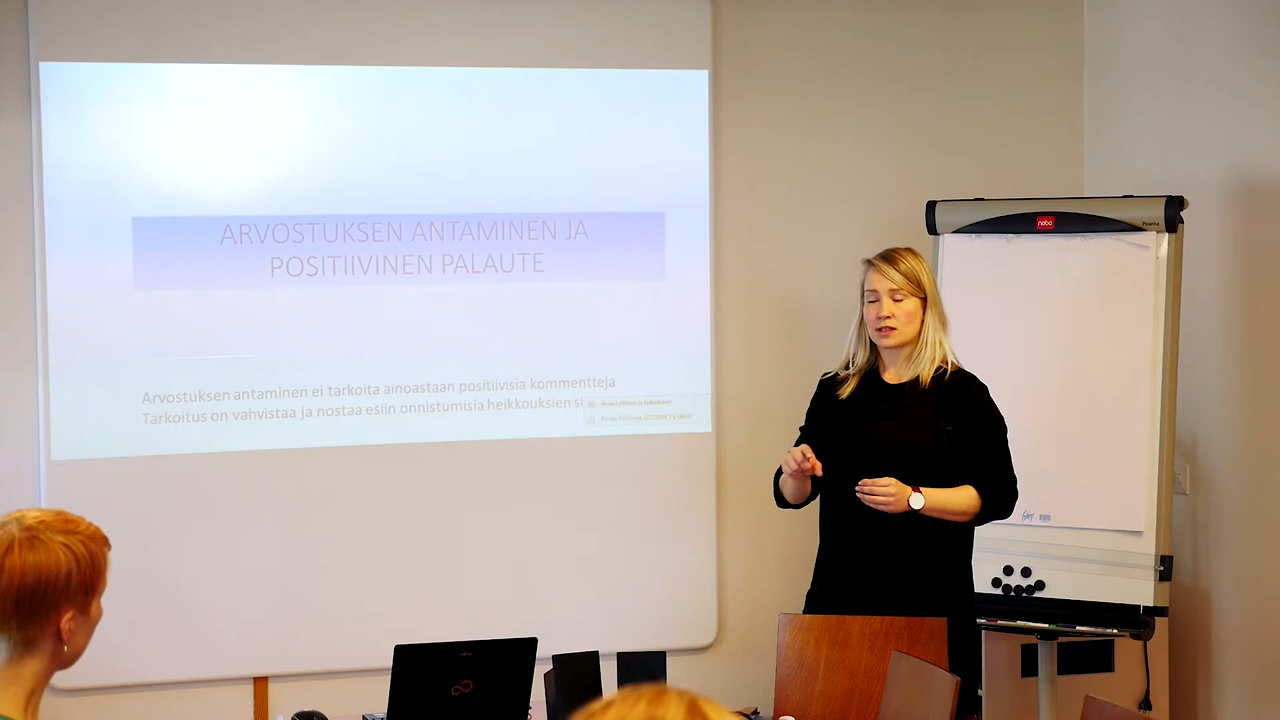 ARVOSTUKSEN ANTAMINEN JA
POSITIIVINEN PALAUTE
Arvostuksen antaminen ei tarkoita ainoastaan positiivisia kommentteja
Tarkoitus on vahvistaa ja nostaa esiin onnistumisia heikkouksien si
nobo